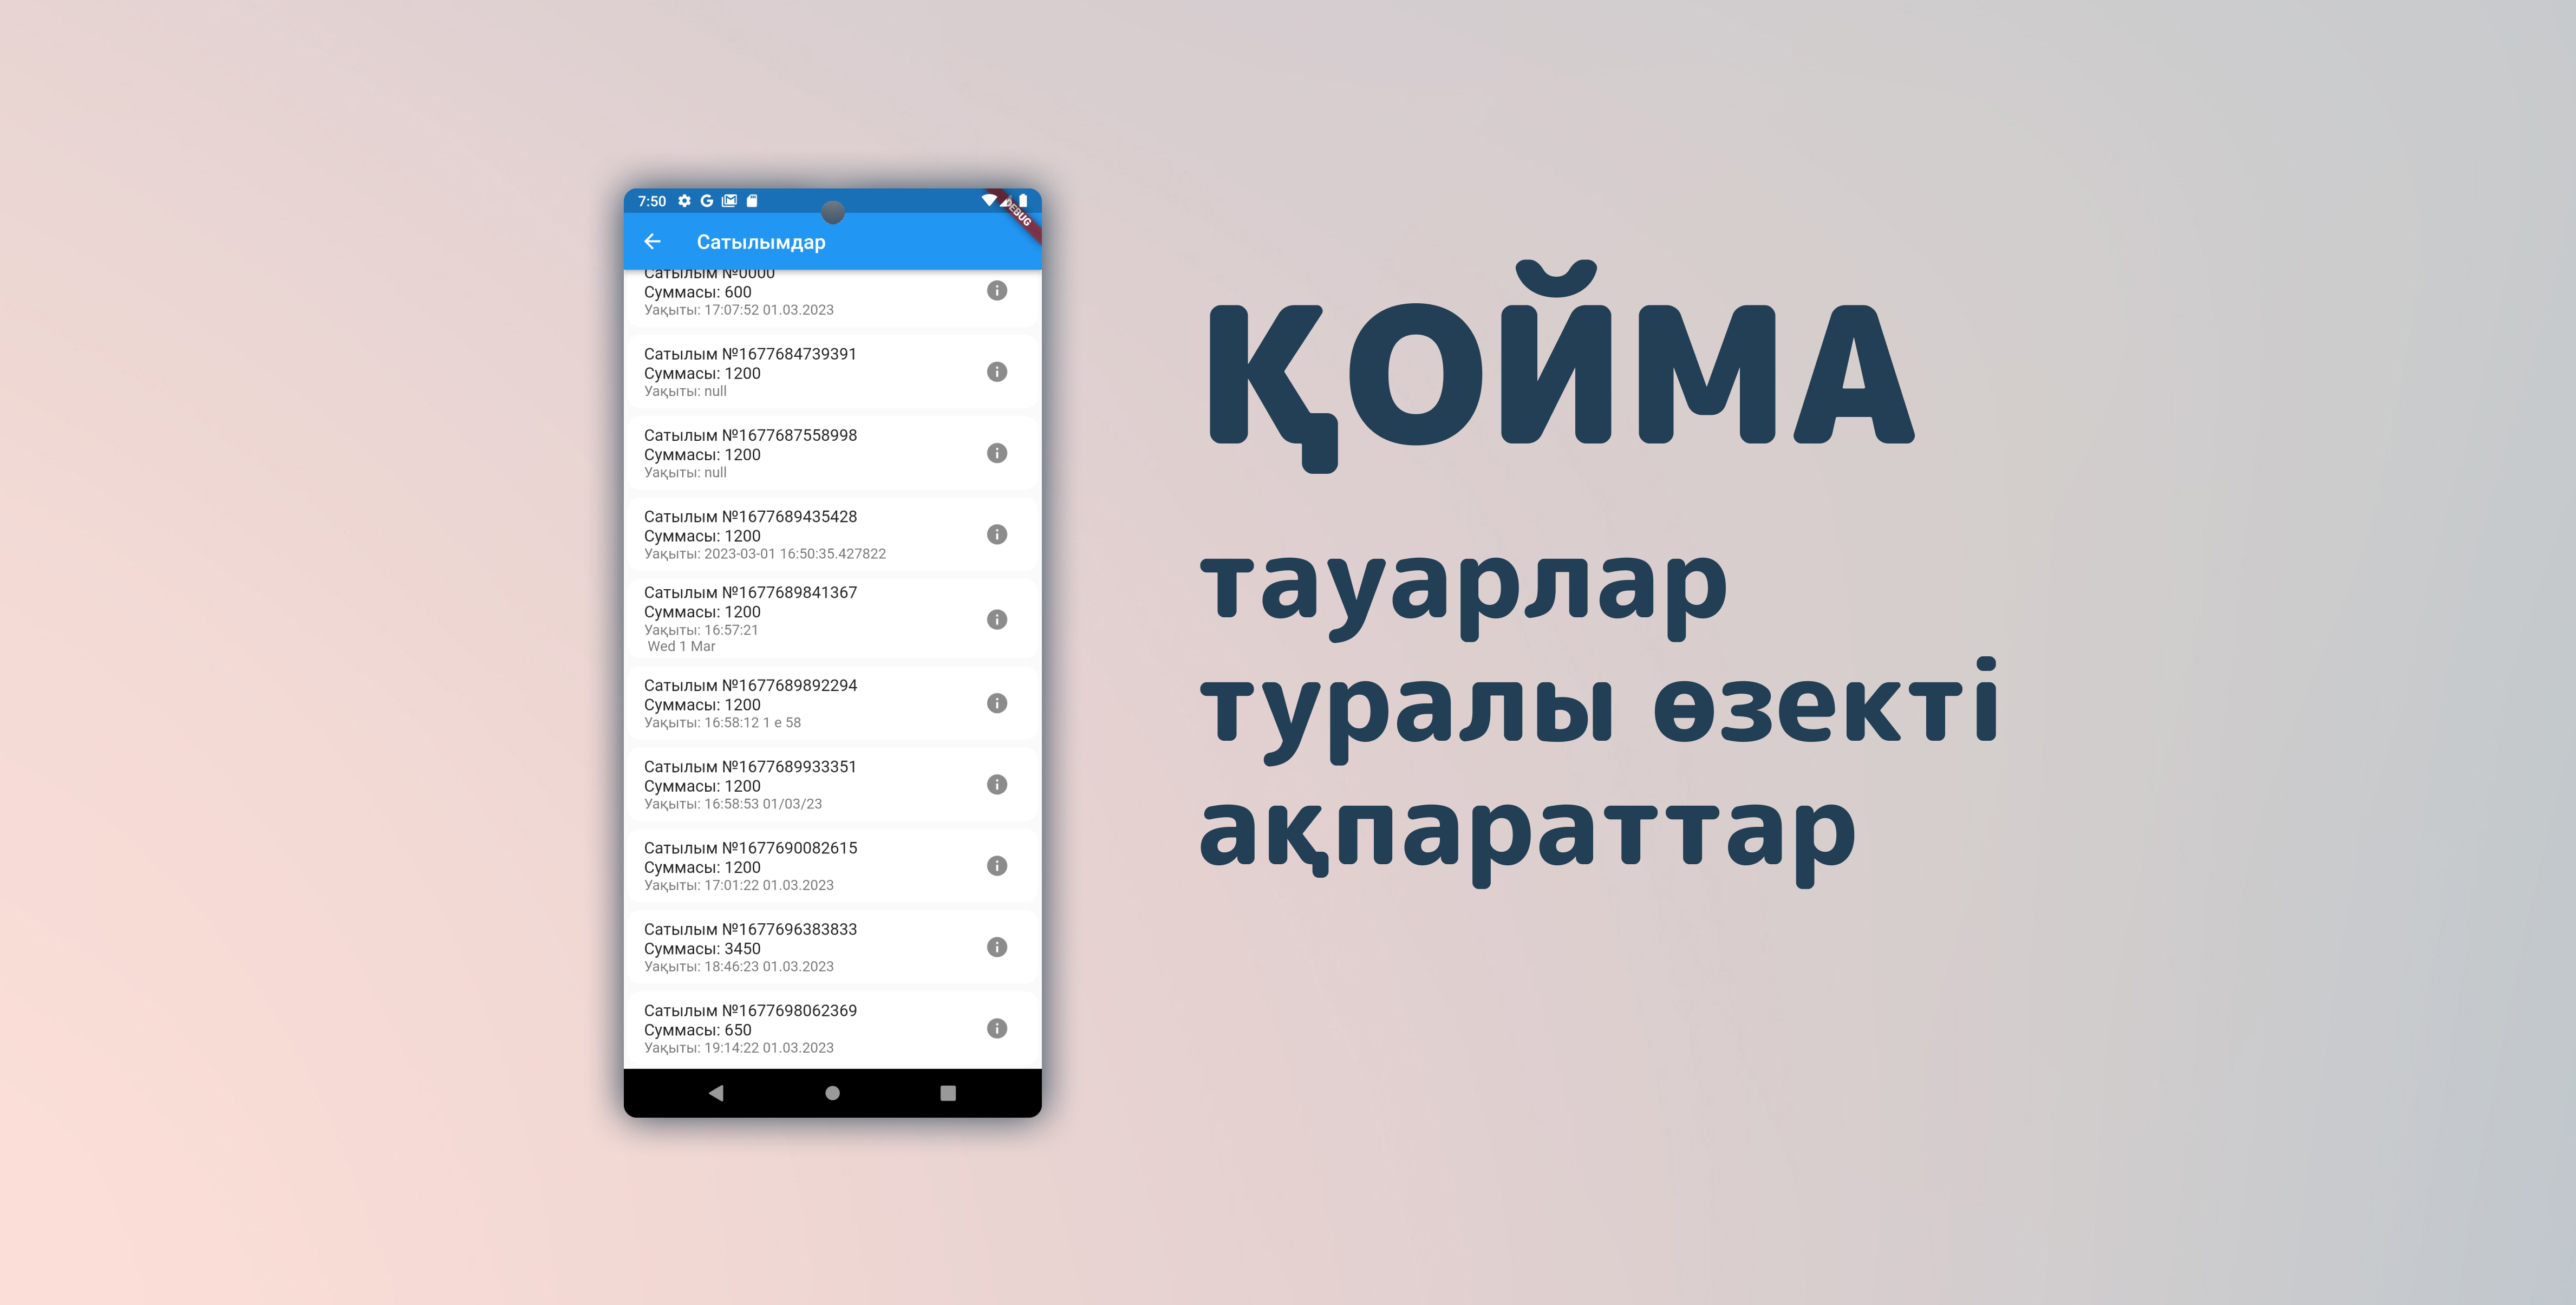 7:50
DEBUG
Сатылымдар
Сатылым №0000
Суммасы: 600
Уақыты: 17:07:52 01.03.2023
Сатылым №1677684739391
Суммасы: 1200
Уақыты: null
Сатылым №1677687558998
Суммасы: 1200
Уақыты: null
Сатылым №1677689435428
Суммасы: 1200
Уақыты: 2023-03-01 16:50:35.427822
Сатылым №1677689841367
Суммасы: 1200
Уақыты: 16:57:21
Wed 1 Mar
Сатылым №1677689892294
Суммасы: 1200
Уақыты: 16:58:12 1 e 58
Сатылым №1677689933351
Суммасы: 1200
Уақыты: 16:58:53 01/03/23
Сатылым №1677690082615
Суммасы: 1200
Уақыты: 17:01:22 01.03.2023
Сатылым №1677696383833
Суммасы: 3450
Уақыты: 18:46:23 01.03.2023
Сатылым №1677698062369
Суммасы: 650
Уақыты: 19:14:22 01.03.2023
ҚОЙМА
тауарлар
туралы өзекті
ақпараттар